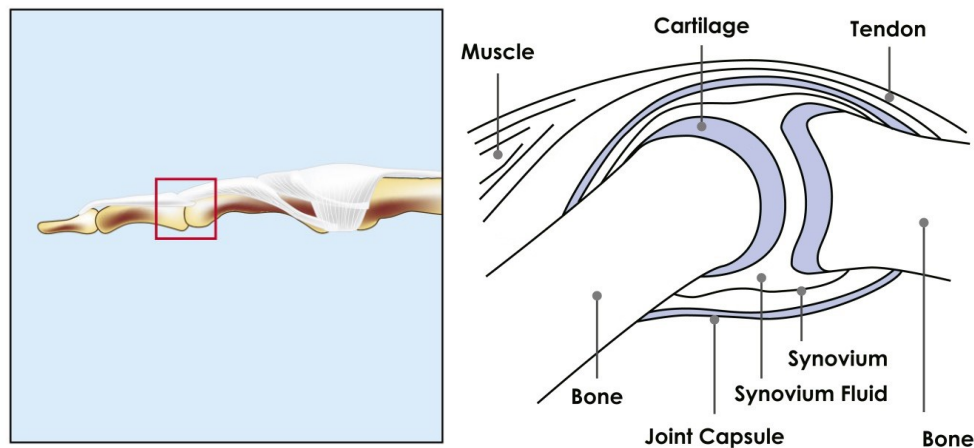 Cartilage
Tendon
Muscle
Synovium
Bone
Synovium Fluid
Joint Capsule
Bone